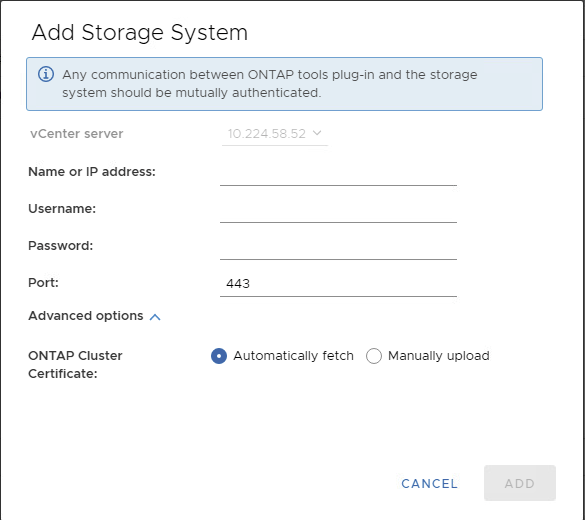 Add Storage System
Any communication between ONTAP tools plug-in and the storage
system should be mutually authenticated.
vCenter server 10.224.58.52
Name or IP address:
Username:
Password:
Port: 443
Advanced options
ONTAP Cluster Automatically fetch Manually upload
Certificate:
CANCEL ADD